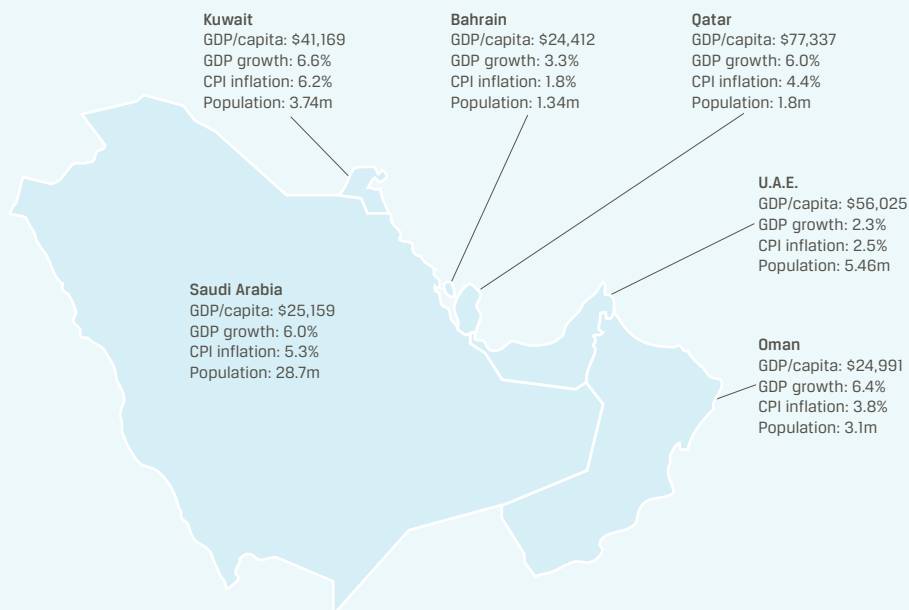 Kuwait
GDP/capita: $41,169
GDP growth: 6.6%
CPI inflation: 6.2%
Population: 3.74m
Bahrain
GDP/capita: $24,412
GDP growth: 3.3%
CPI inflation: 1.8%
Population: 1.34m
Qatar
GDP/capita: $77,337
GDP growth: 6.0%
CPI inflation: 4.4%
Population: 1.8m
U.A.E.
GDP/capita: $56,025
GDP growth: 2.3%
CPI inflation: 2.5%
Population: 5.46m
Saudi Arabia
GDP/capita: $25,159
GDP growth: 6.0%
CPI inflation: 5.3%
Population: 28.7m
Oman
GDP/capita: $24,991
GDP growth: 6.4%
CPI inflation: 3.8%
Population: 3.1m